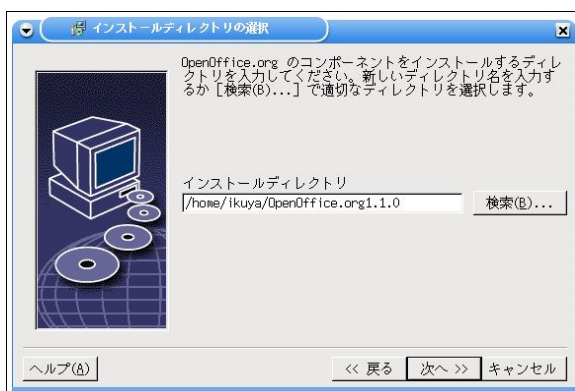 インストールディレクトリの選択
OpenOffice.org のコンポーネントをインストールするディレ
クトリを入力してください。新しいディレクトリ名を入力す
るか [検索(B)...] で適切なディレクトリを選択します。
インストールディレクトリ
/home/ikuya/OpenOffice.org1.1.0
検索(B)...
ヘルプ(A)
<< 戻る
次へ >>
キャンセル